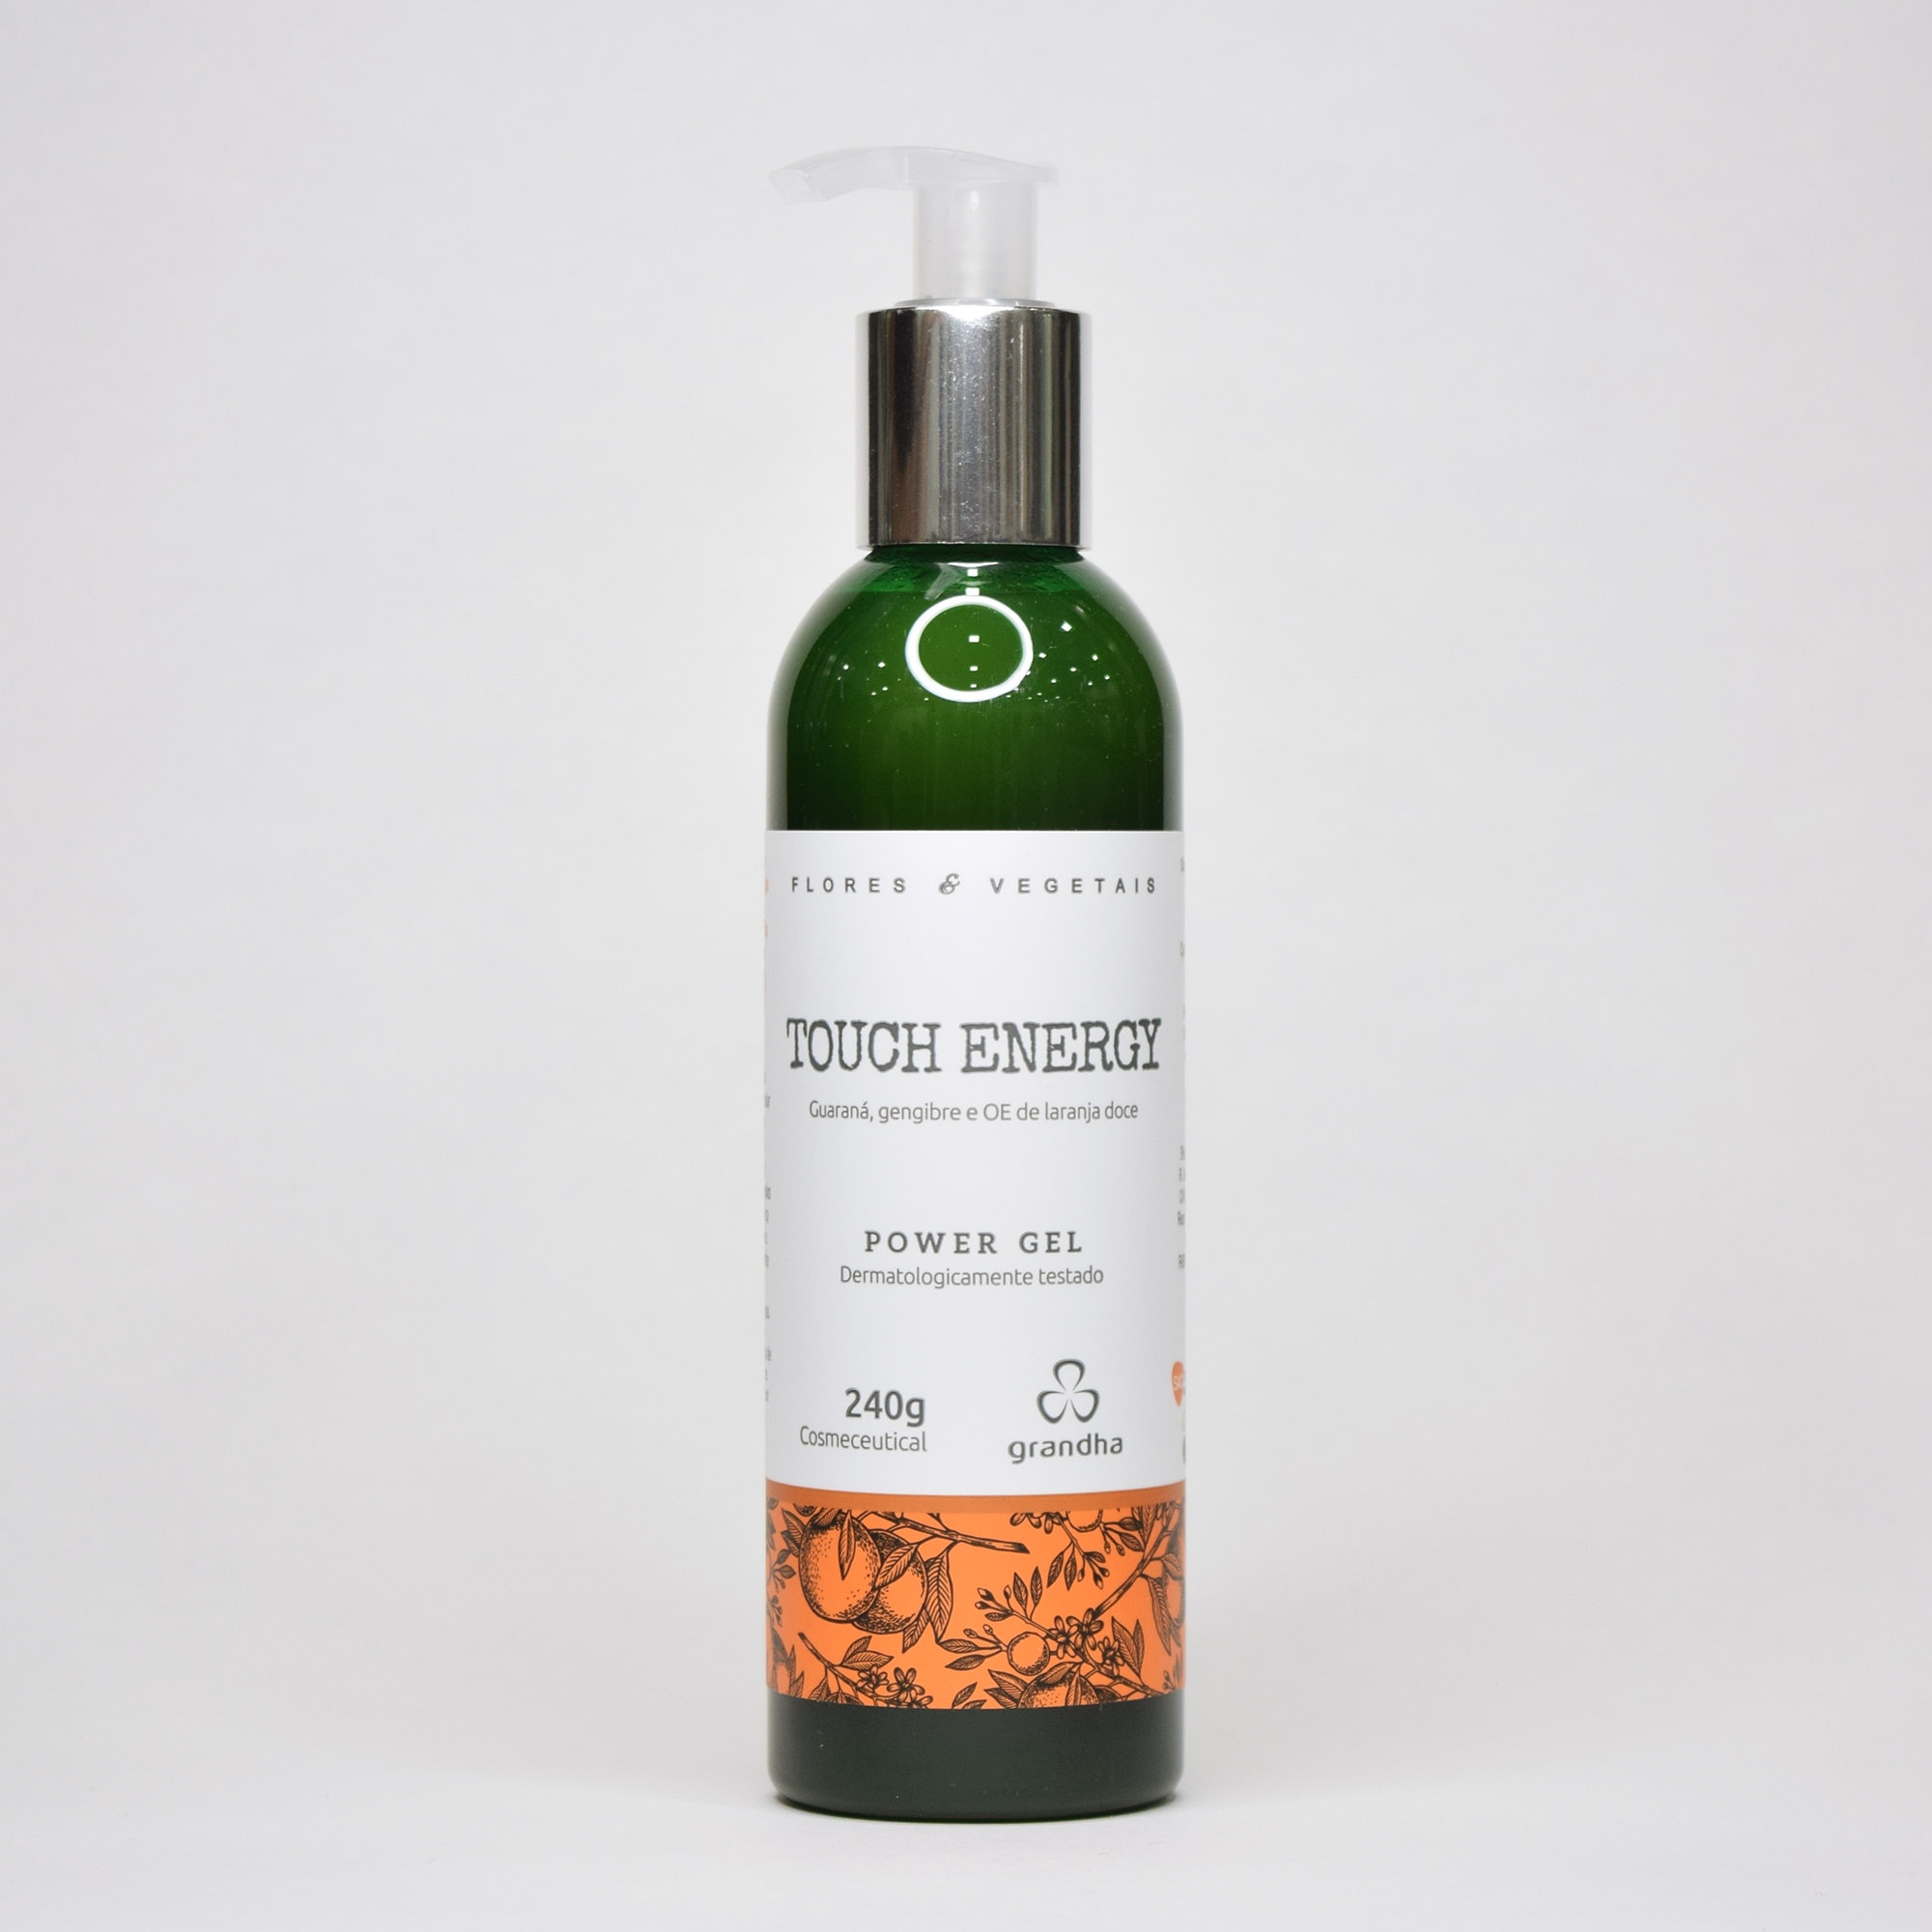 FLORES & VEGETAIS
TOUCH ENERGY
Guaraná, gengibre e OE de laranja doce
POWER GEL
Dermatologicamente testado
240g
Cosmeceutical
grandha